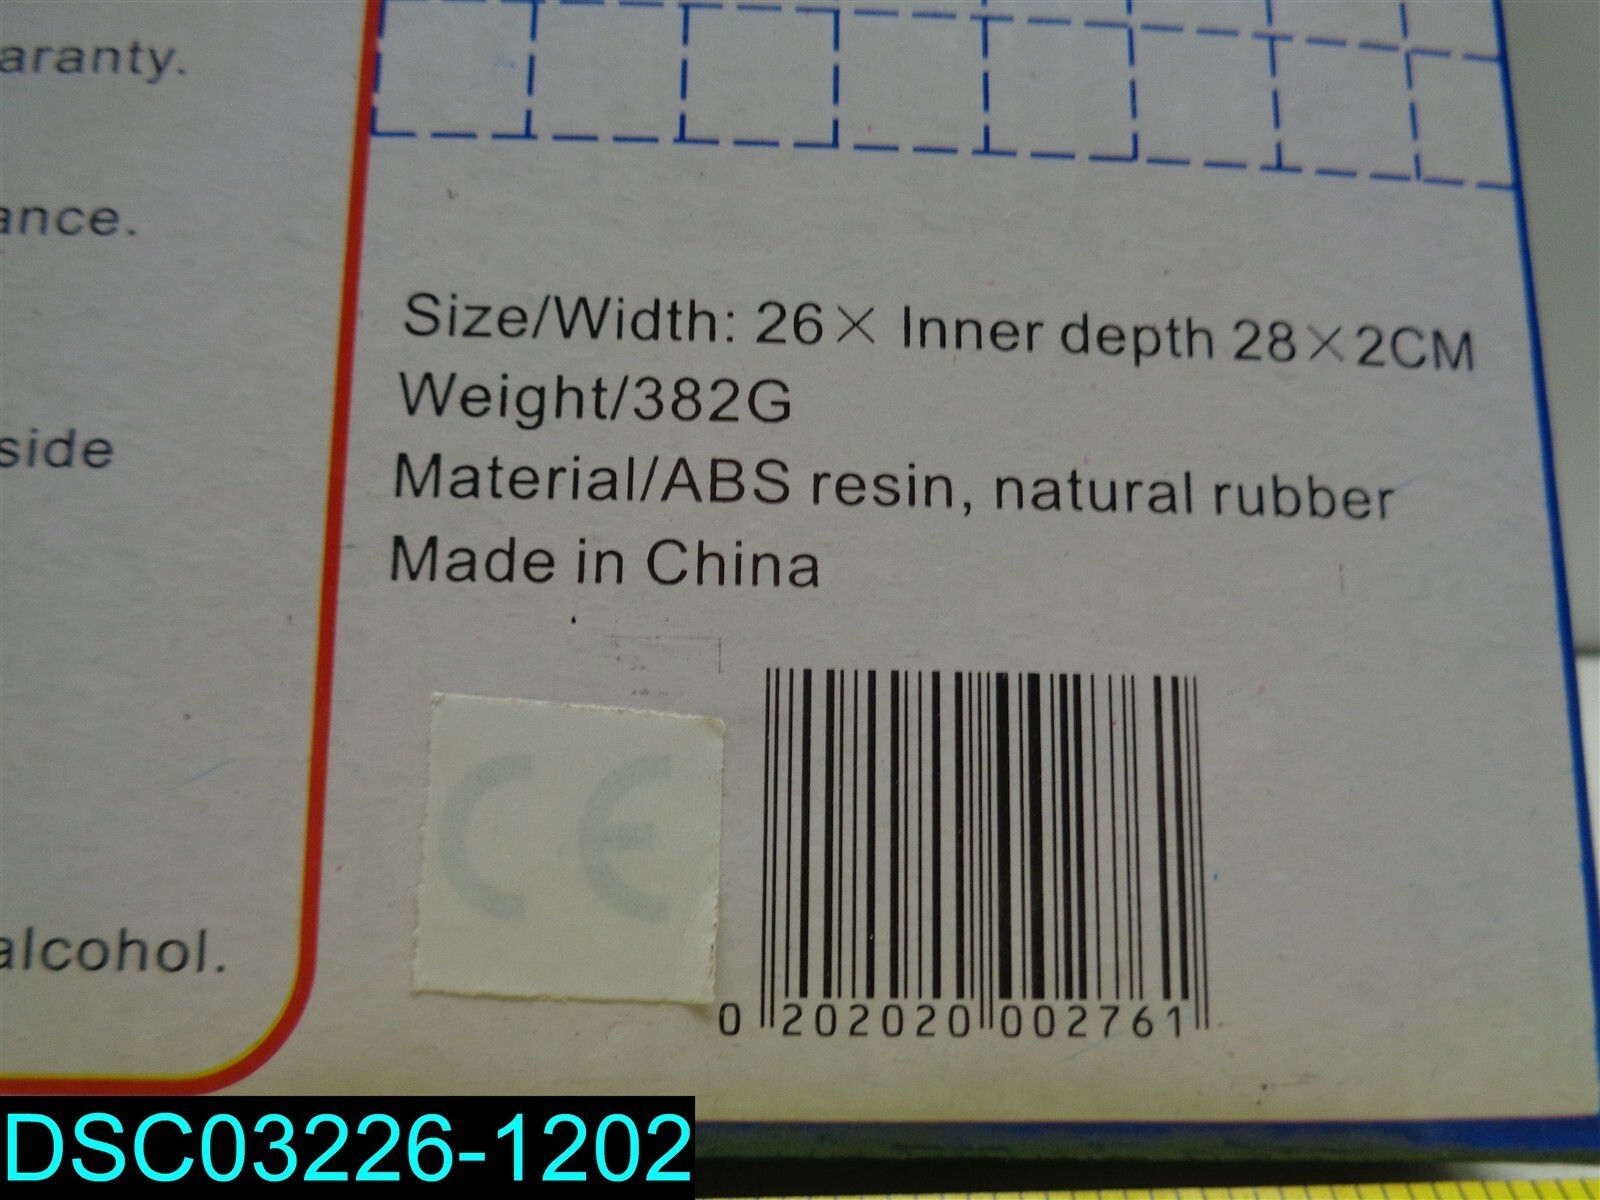 aranty.
ance.
side
alcohol.
Size/Width: 26× Inner depth 28×2CM
Weight/382G
Material/ABS resin, natural rubber
Made in China
CE
0 202020 002761
DSC03226-1202